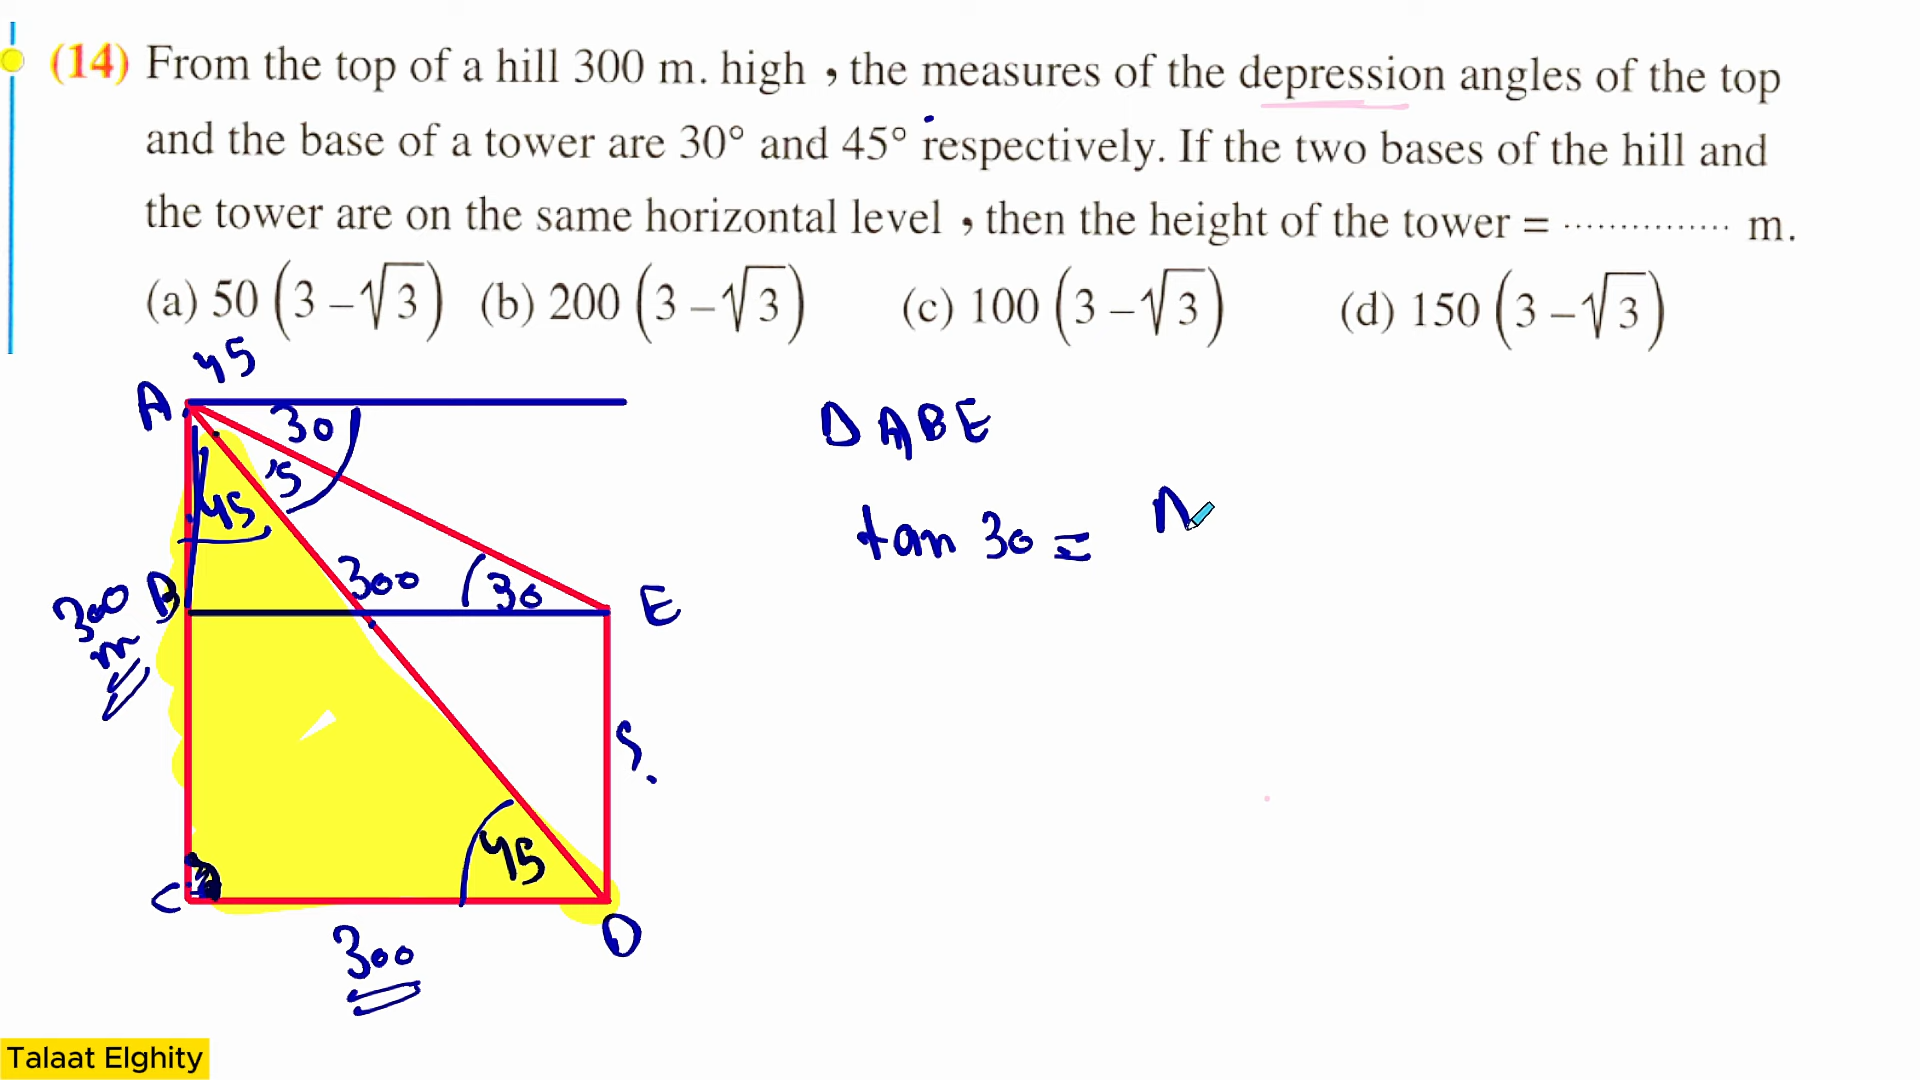 (14) From the top of a hill 300 m. high , the measures of the depression angles of the top
and the base of a tower are 30° and 45° respectively. If the two bases of the hill and
the tower are on the same horizontal level , then the height of the tower = ............... m.
(a) 50 (3 – √3) (b) 200 (3 – √3) (c) 100 (3 – √3) (d) 150 (3 – √3)
45
A
30
Δ ABE
15
45
tan 30 =
300
30
B
E
300
m
45
C
D
300
Talaat Elghity